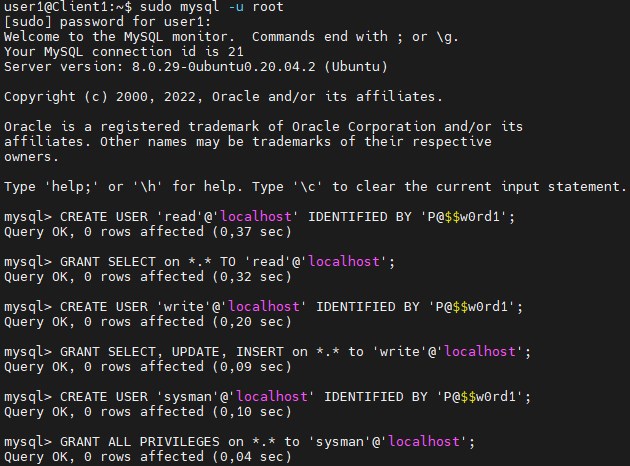 user1@Client1:~$ sudo mysql -u root
[sudo] password for user1:
Welcome to the MySQL monitor.  Commands end with ; or \g.
Your MySQL connection id is 21
Server version: 8.0.29-0ubuntu0.20.04.2 (Ubuntu)
Copyright (c) 2000, 2022, Oracle and/or its affiliates.
Oracle is a registered trademark of Oracle Corporation and/or its
affiliates. Other names may be trademarks of their respective
owners.
Type 'help;' or '\h' for help. Type '\c' to clear the current input statement.
mysql> CREATE USER 'read'@'localhost' IDENTIFIED BY 'P@$$w0rd1';
Query OK, 0 rows affected (0,37 sec)
mysql> GRANT SELECT on *.* TO 'read'@'localhost';
Query OK, 0 rows affected (0,32 sec)
mysql> CREATE USER 'write'@'localhost' IDENTIFIED BY 'P@$$w0rd1';
Query OK, 0 rows affected (0,20 sec)
mysql> GRANT SELECT, UPDATE, INSERT on *.* to 'write'@'localhost';
Query OK, 0 rows affected (0,09 sec)
mysql> CREATE USER 'sysman'@'localhost' IDENTIFIED BY 'P@$$w0rd1';
Query OK, 0 rows affected (0,10 sec)
mysql> GRANT ALL PRIVILEGES on *.* to 'sysman'@'localhost';
Query OK, 0 rows affected (0,04 sec)